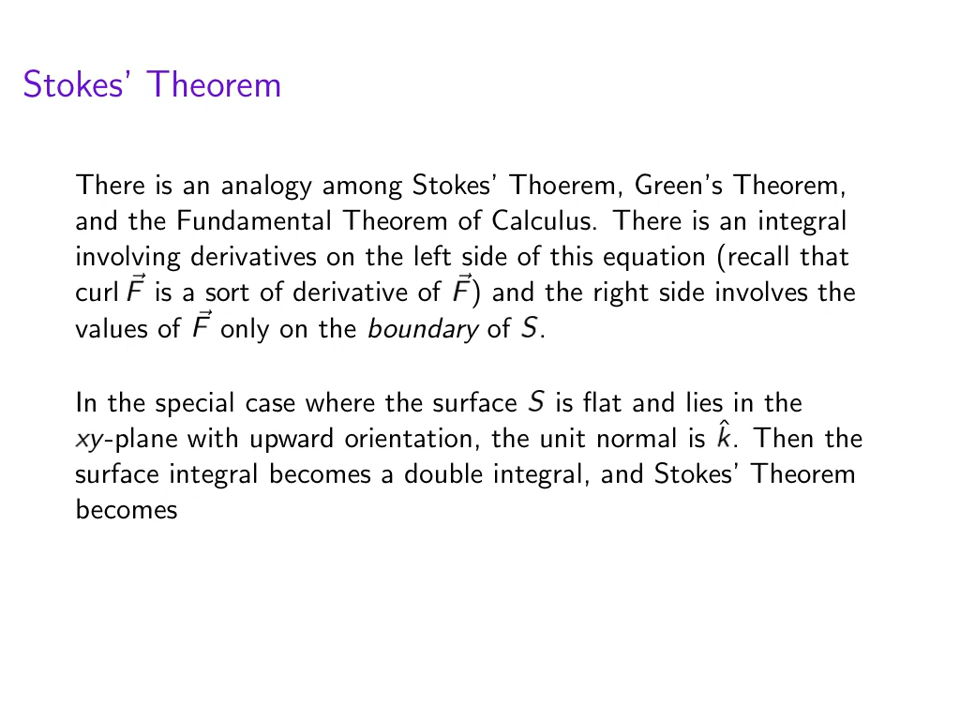 Stokes’ Theorem
There is an analogy among Stokes’ Thoerem, Green’s Theorem,
and the Fundamental Theorem of Calculus. There is an integral
involving derivatives on the left side of this equation (recall that
curl F⃗ is a sort of derivative of F⃗) and the right side involves the
values of F⃗ only on the boundary of S.
In the special case where the surface S is flat and lies in the
xy-plane with upward orientation, the unit normal is k̂. Then the
surface integral becomes a double integral, and Stokes’ Theorem
becomes